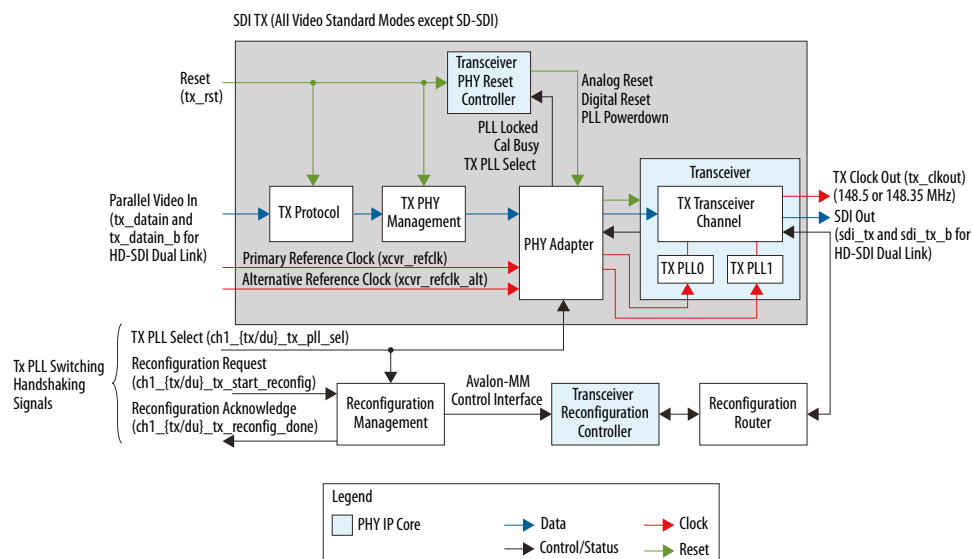 SDI TX (All Video Standard Modes except SD-SDI)
Reset
(tx_rst)
Transceiver
PHY Reset
Controller
Analog Reset
Digital Reset
PLL Powerdown
PLL Locked
Cal Busy
TX PLL Select
Parallel Video In
(tx_datain and
tx_datain_b for
HD-SDI Dual Link)
TX Protocol
TX PHY
Management
PHY Adapter
Transceiver
TX Transceiver
Channel
TX PLL0
TX PLL1
TX Clock Out (tx_clkout)
(148.5 or 148.35 MHz)
SDI Out
(sdi_tx and sdi_tx_b for
HD-SDI Dual Link)
Primary Reference Clock (xcvr_refclk)
Alternative Reference Clock (xcvr_refclk_alt)
Tx PLL Switching
Handshaking
Signals
TX PLL Select (ch1_{tx/du}_tx_pll_sel)
Reconfiguration Request
(ch1_{tx/du}_tx_start_reconfig)
Reconfiguration Acknowledge
(ch1_{tx/du}_tx_reconfig_done)
Reconfiguration
Management
Avalon-MM
Control Interface
Transceiver
Reconfiguration
Controller
Reconfiguration
Router
Legend
PHY IP Core
Data
Control/Status
Clock
Reset